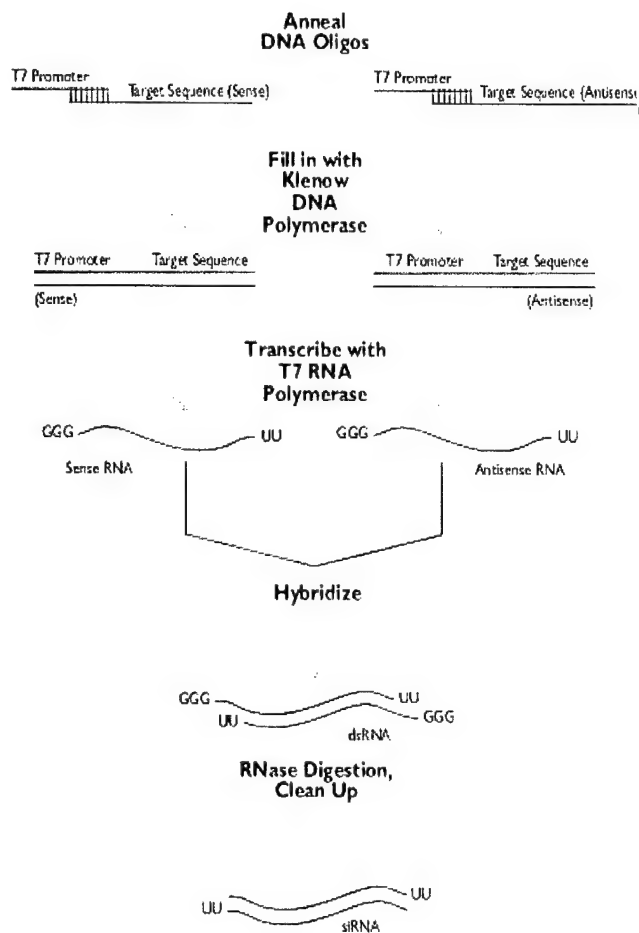 Anneal
DNA Oligos
T7 Promoter
Target Sequence (Sense)
T7 Promoter
Target Sequence (Antisense
Fill in with
Klenow
DNA
Polymerase
T7 Promoter Target Sequence
(Sense)
T7 Promoter Target Sequence
(Antisense)
Transcribe with
T7 RNA
Polymerase
GGG UU
Sense RNA
GGG UU
Antisense RNA
Hybridize
GGG UU
UU GGG
dsRNA
RNase Digestion,
Clean Up
UU
UU
siRNA